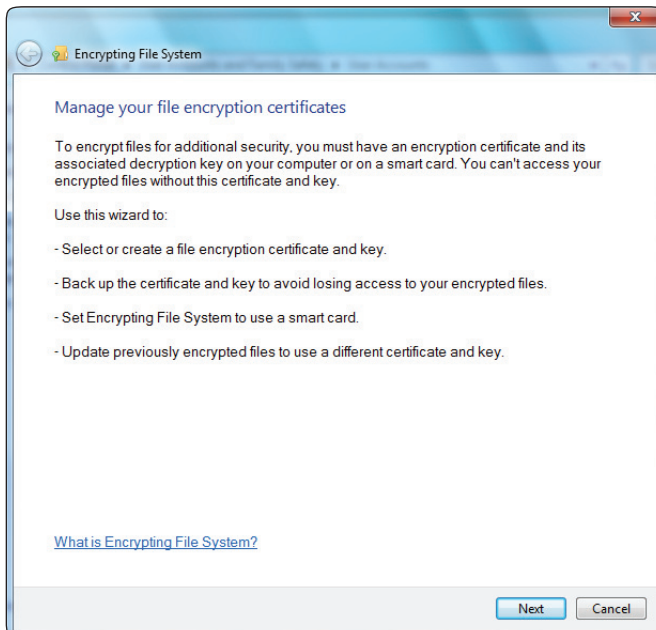 Encrypting File System
Manage your file encryption certificates
To encrypt files for additional security, you must have an encryption certificate and its
associated decryption key on your computer or on a smart card. You can't access your
encrypted files without this certificate and key.
Use this wizard to:
- Select or create a file encryption certificate and key.
- Back up the certificate and key to avoid losing access to your encrypted files.
- Set Encrypting File System to use a smart card.
- Update previously encrypted files to use a different certificate and key.
What is Encrypting File System?
Next Cancel